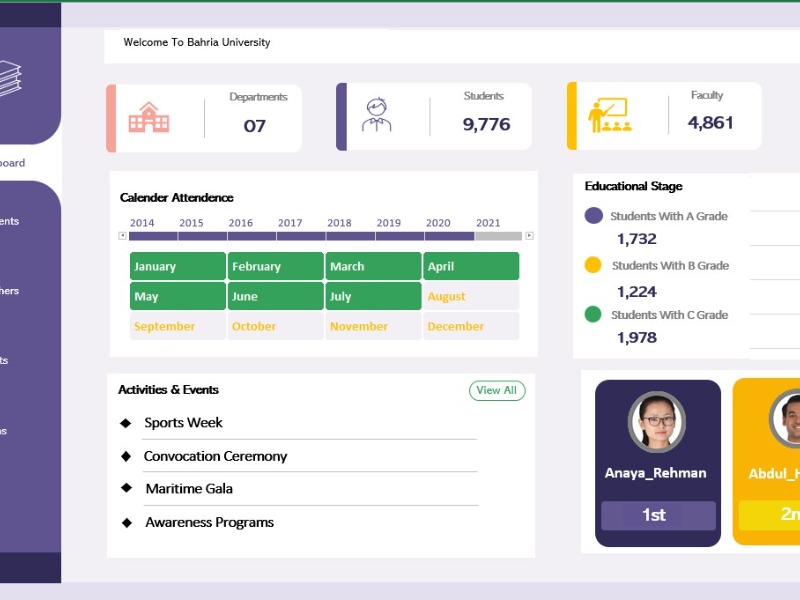 Welcome To Bahria University
Departments
07
Students
9,776
Faculty
4,861
board
ents
hers
ts
ns
Calender Attendence
2014 2015 2016 2017 2018 2019 2020 2021
January February March April
May June July August
September October November December
Educational Stage
Students With A Grade
1,732
Students With B Grade
1,224
Students With C Grade
1,978
Activities & Events
View All
Sports Week
Convocation Ceremony
Maritime Gala
Awareness Programs
Anaya_Rehman
1st
Abdul_H
2n